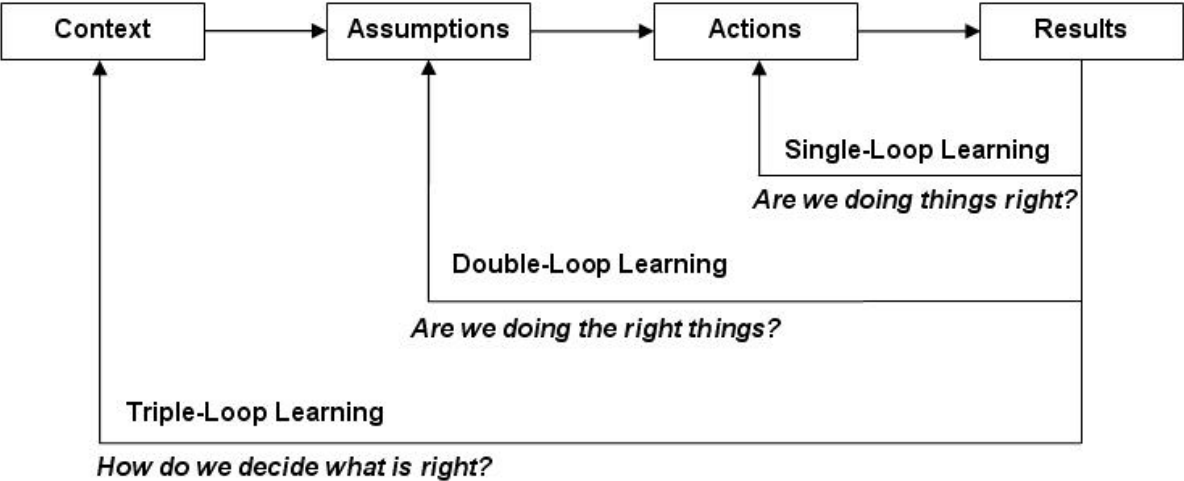 Context
Assumptions
Actions
Results
Single-Loop Learning
Are we doing things right?
Double-Loop Learning
Are we doing the right things?
Triple-Loop Learning
How do we decide what is right?